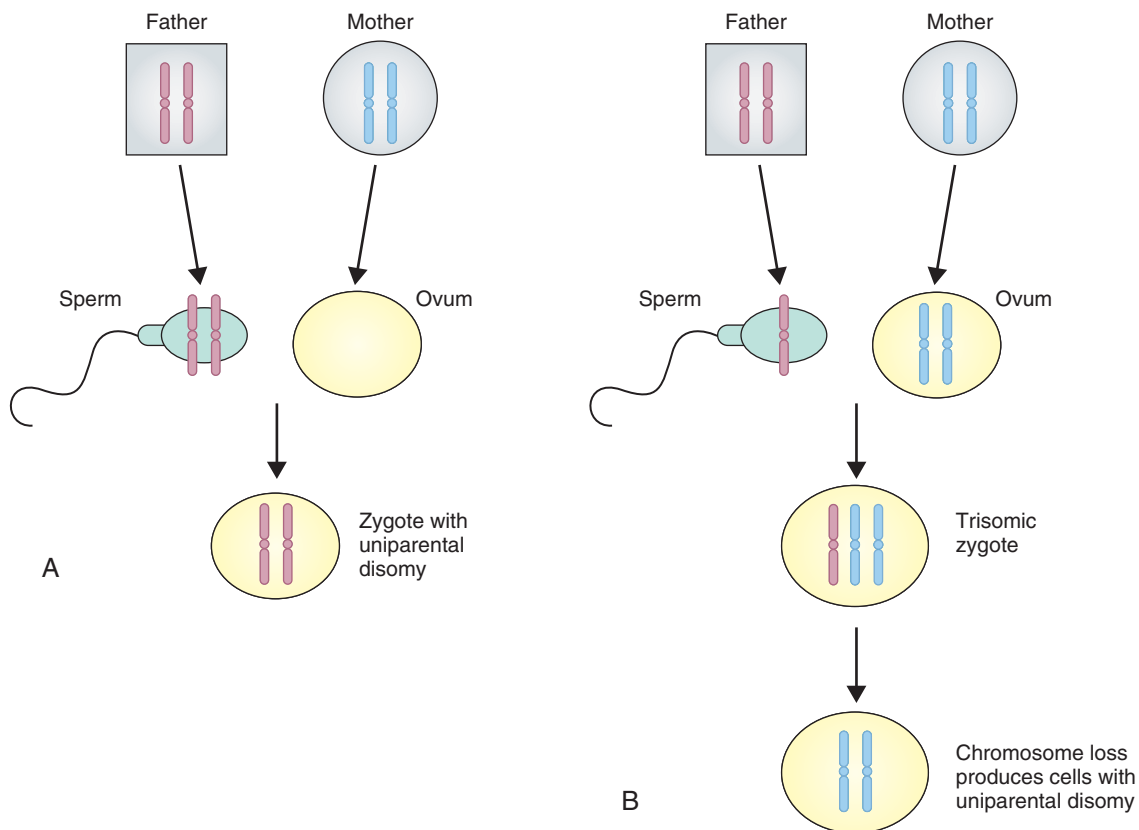 Father
Mother
Sperm
Ovum
Zygote with
uniparental
disomy
A
Father
Mother
Sperm
Ovum
Trisomic
zygote
Chromosome loss
produces cells with
uniparental disomy
B